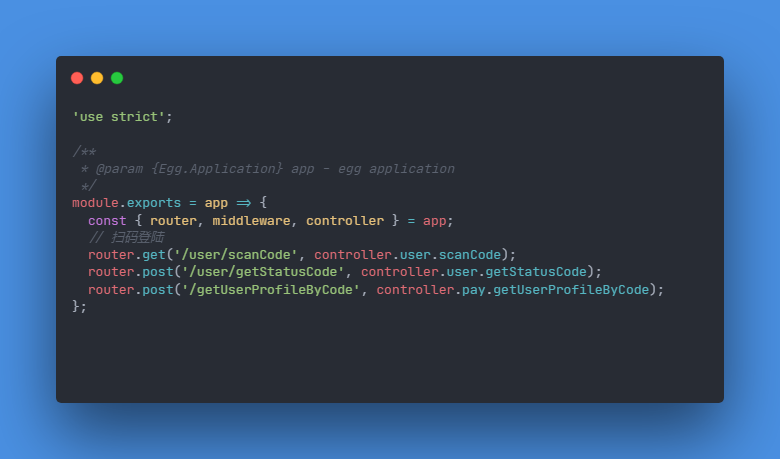 'use strict';
/**
 * @param {Egg.Application} app - egg application
 */
module.exports = app => {
  const { router, middleware, controller } = app;
  // 扫码登陆
  router.get('/user/scanCode', controller.user.scanCode);
  router.post('/user/getStatusCode', controller.user.getStatusCode);
  router.post('/getUserProfileByCode', controller.pay.getUserProfileByCode);
};